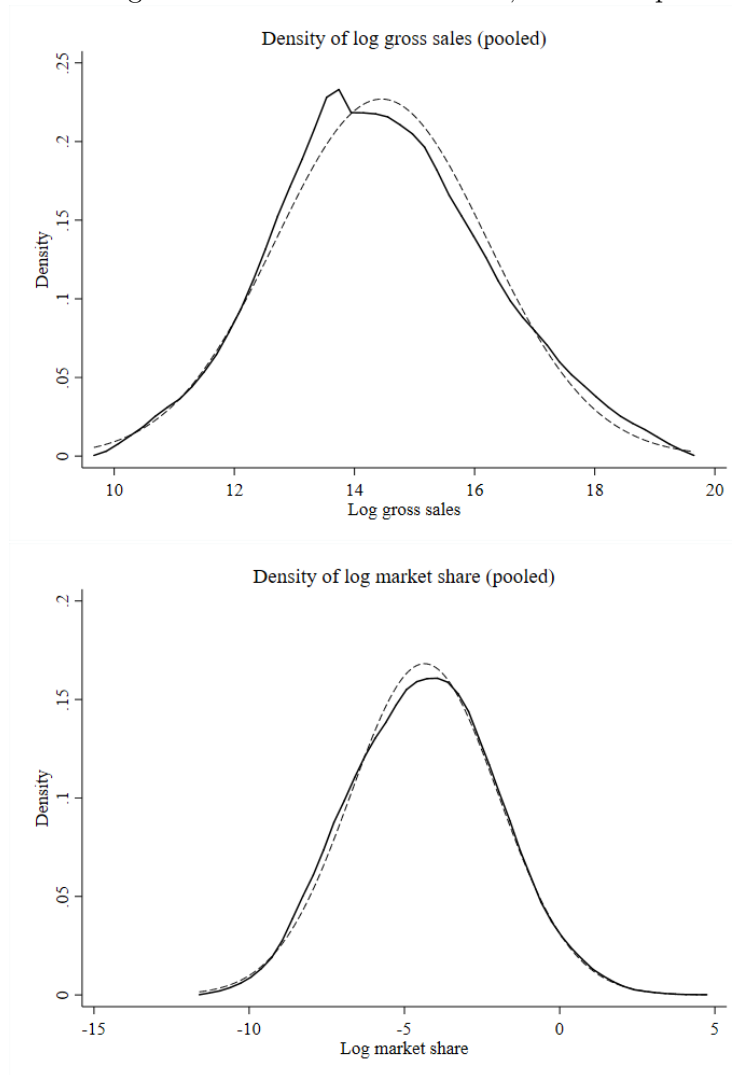 Density of log gross sales (pooled)
.25
.2
.15
.1
.05
0
Density
10 12 14 16 18 20
Log gross sales
Density of log market share (pooled)
.2
.15
.1
.05
0
Density
-15 -10 -5 0 5
Log market share